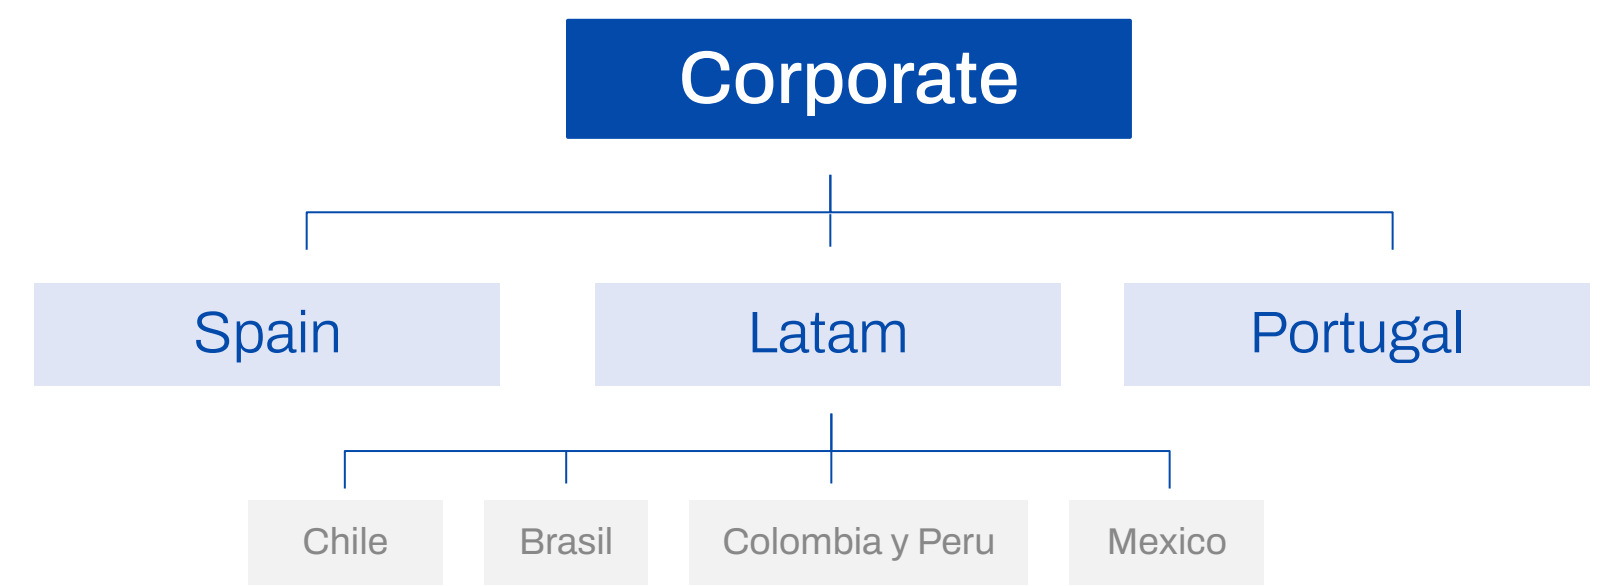 Corporate
Spain
Latam
Portugal
Chile
Brasil
Colombia y Peru
Mexico